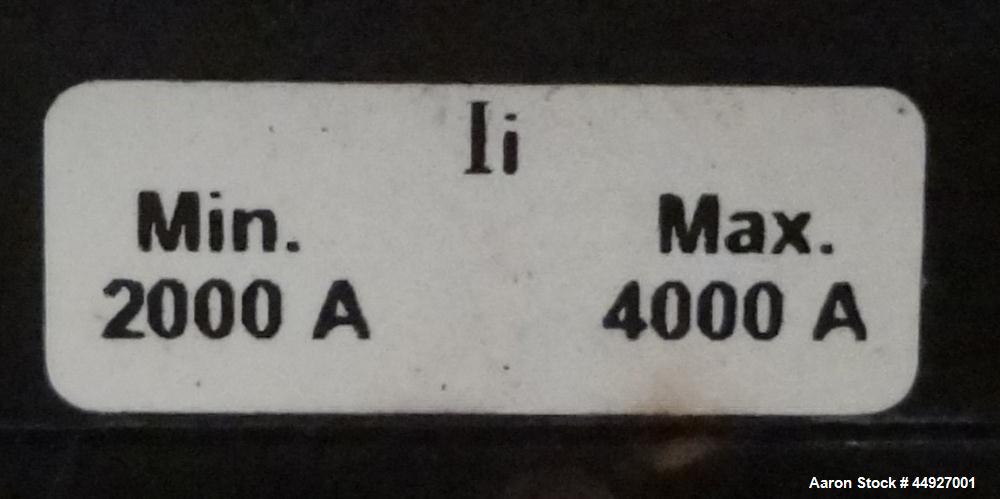 Ii
Min. Max.
2000 A 4000 A
Aaron Stock # 44927001